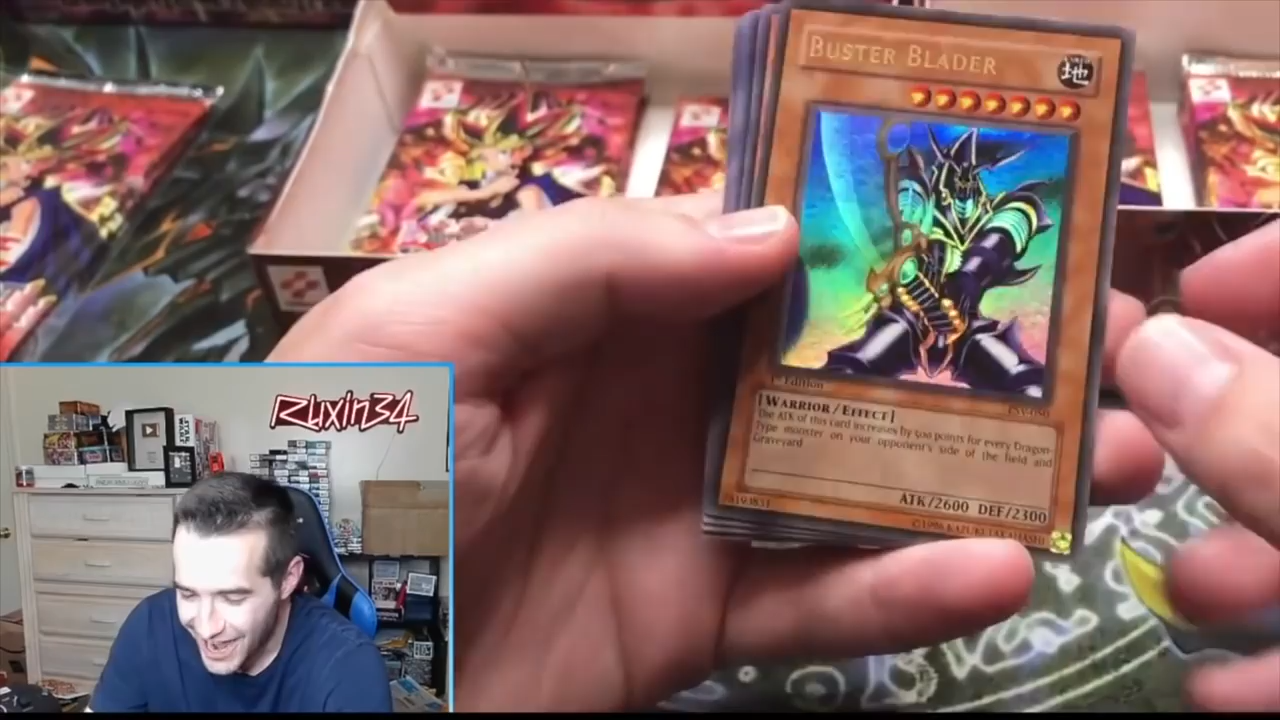 BUSTER BLADER
地
1st Edition
PSV-050
[WARRIOR/EFFECT]
The ATK of this card increases by 500 points for every Dragon-
Type monster on your opponent's side of the field and
Graveyard
ATK/2600 DEF/2300
©1996 KAZUKI TAKAHASHI
Ruxin34